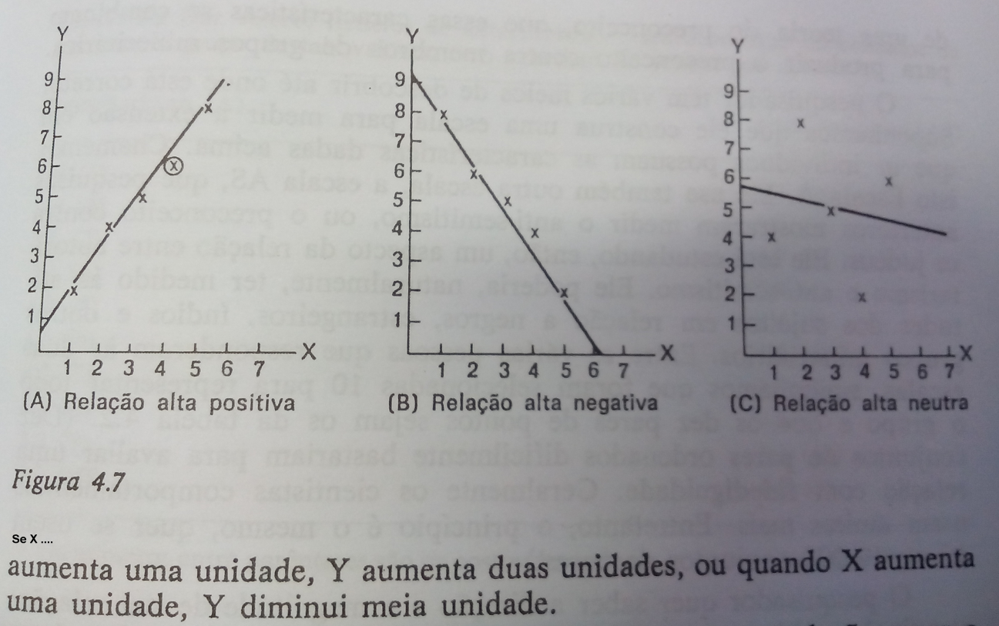 Y
9
8
7
6
5
4
3
2
1
X
1 2 3 4 5 6 7
(A) Relação alta positiva
Y
9
8
7
6
5
4
3
2
1
X
1 2 3 4 5 6 7
(B) Relação alta negativa
Y
9
8
7
6
5
4
3
2
1
X
1 2 3 4 5 6 7
(C) Relação alta neutra
Figura 4.7
Se X ....
aumenta uma unidade, Y aumenta duas unidades, ou quando X aumenta
uma unidade, Y diminui meia unidade.